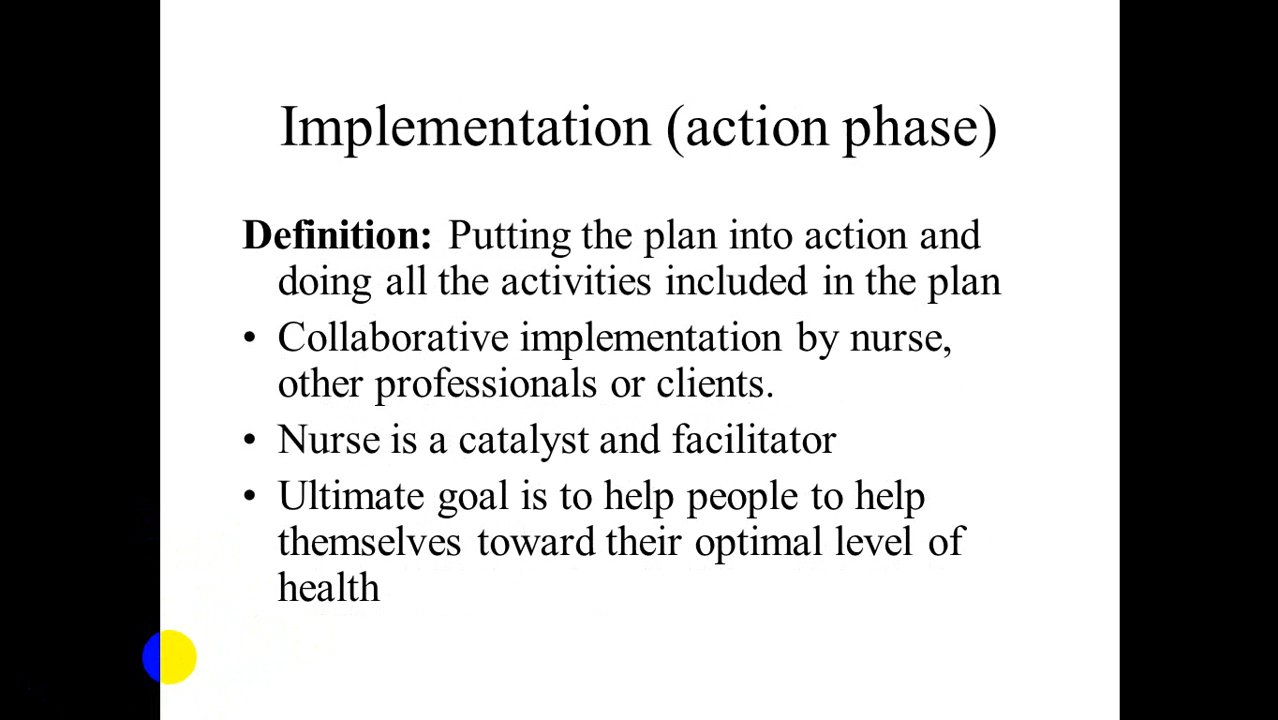 Implementation (action phase)
Definition: Putting the plan into action and
doing all the activities included in the plan
• Collaborative implementation by nurse,
other professionals or clients.
• Nurse is a catalyst and facilitator
• Ultimate goal is to help people to help
themselves toward their optimal level of
health